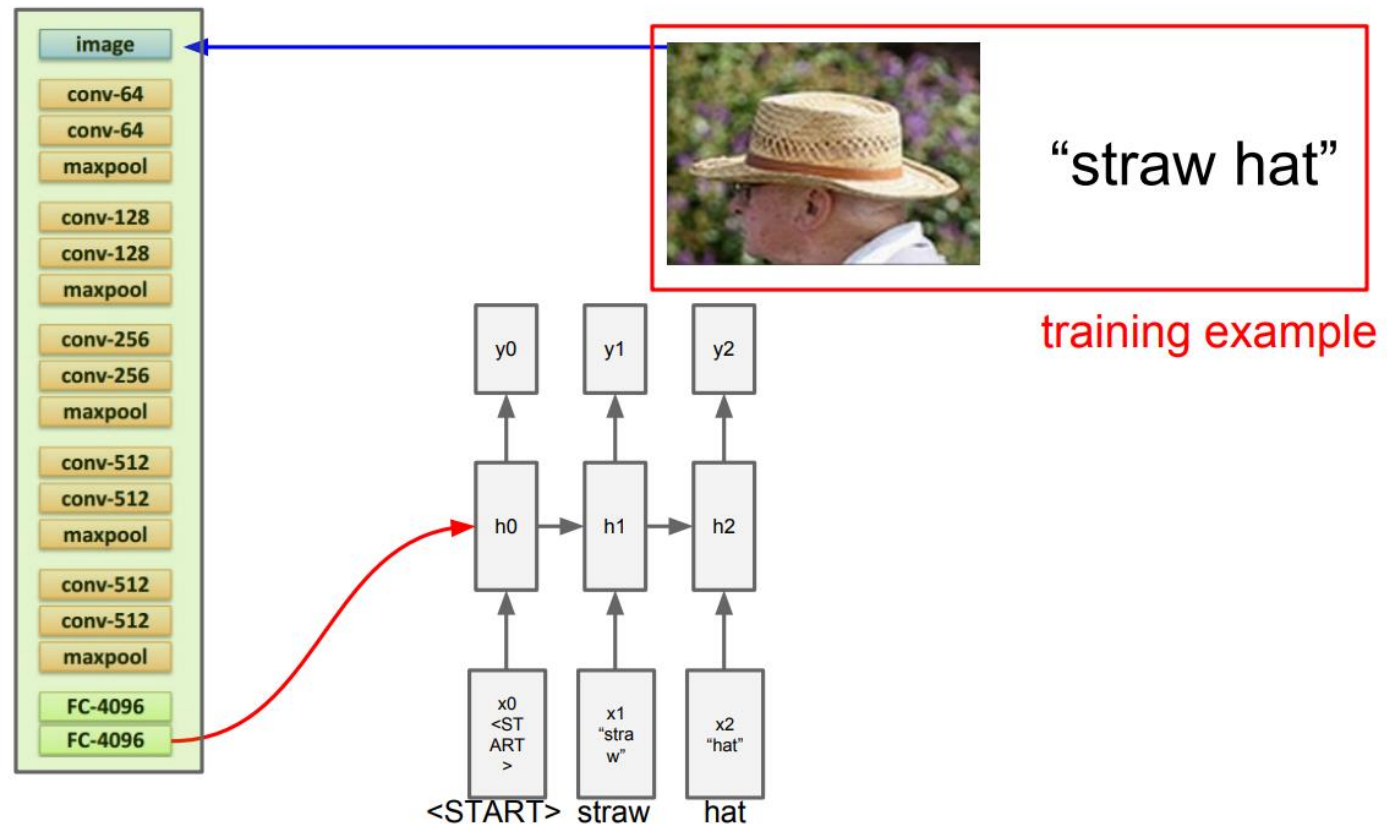 image
conv-64
conv-64
maxpool
conv-128
conv-128
maxpool
conv-256
conv-256
maxpool
conv-512
conv-512
maxpool
conv-512
conv-512
maxpool
FC-4096
FC-4096
“straw hat”
training example
y0
y1
y2
h0
h1
h2
x0
<ST
ART
>
x1
“stra
w”
x2
“hat”
<START>
straw
hat